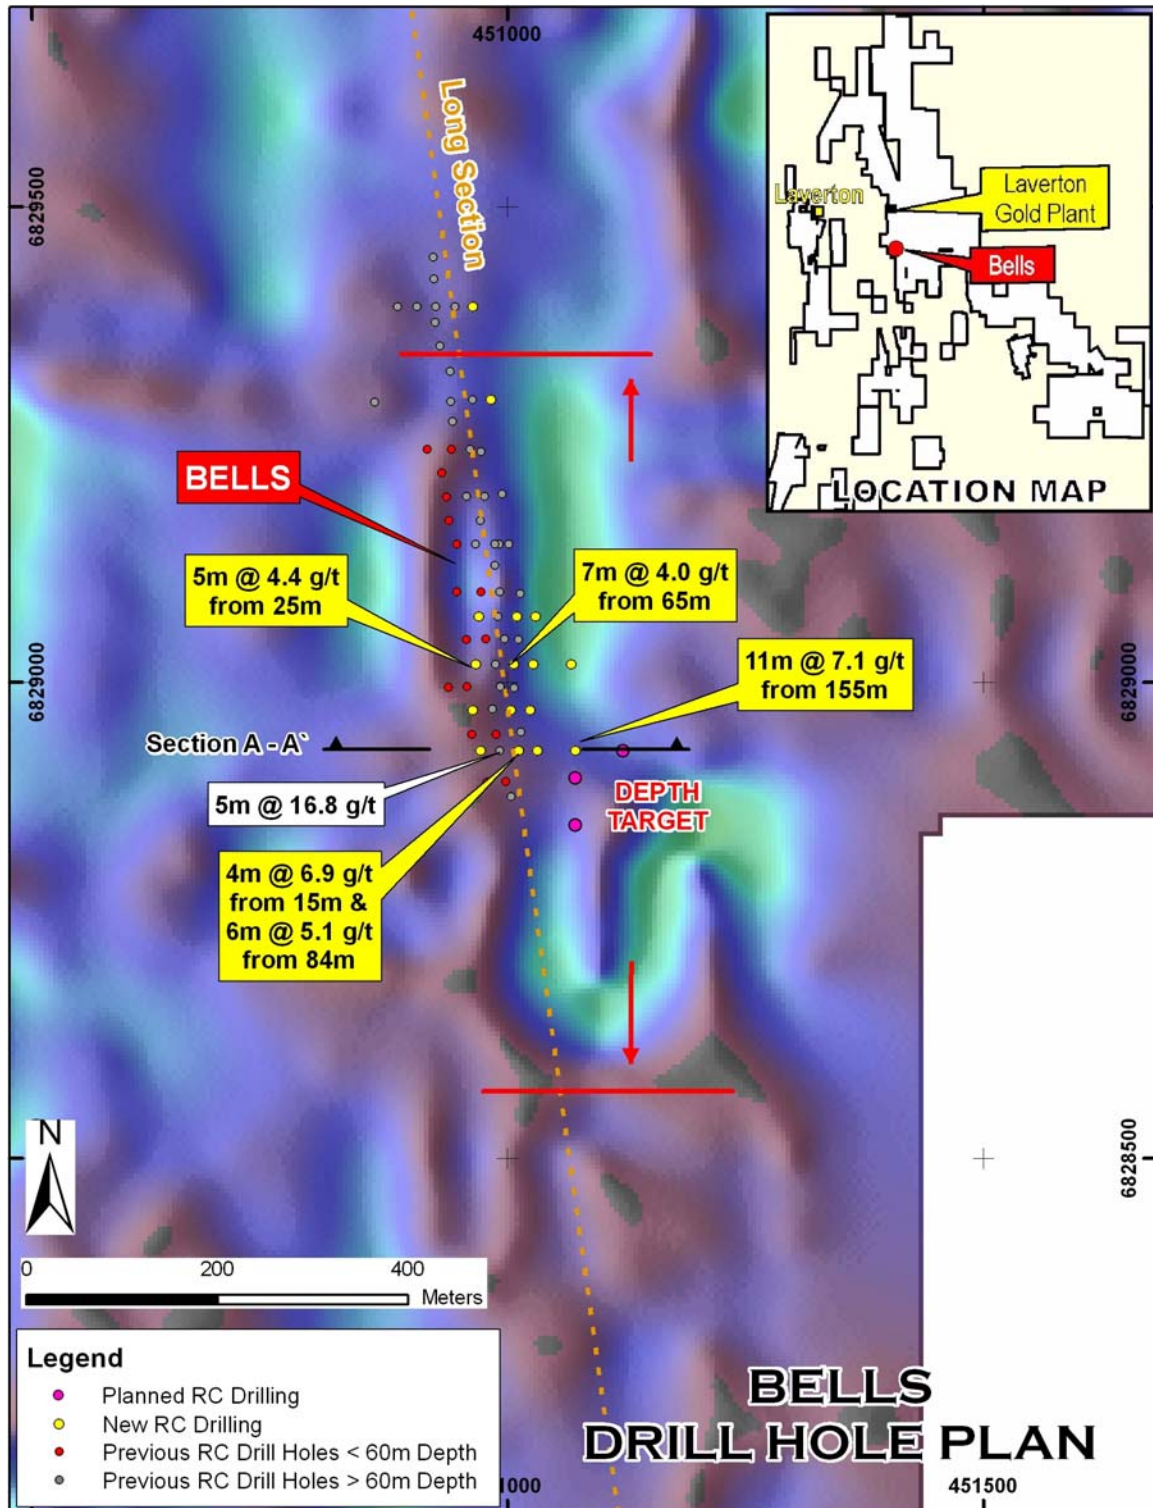 451000
6829500
Long Section
Laverton
Laverton
Gold Plant
Bells
LOCATION MAP
BELLS
5m @ 4.4 g/t
from 25m
7m @ 4.0 g/t
from 65m
11m @ 7.1 g/t
from 155m
6829000
6829000
Section A - A`
5m @ 16.8 g/t
DEPTH
TARGET
4m @ 6.9 g/t
from 15m &
6m @ 5.1 g/t
from 84m
N
6828500
0 200 400
Meters
Legend
Planned RC Drilling
New RC Drilling
Previous RC Drill Holes < 60m Depth
Previous RC Drill Holes > 60m Depth
BELLS
DRILL HOLE PLAN
1000
451500